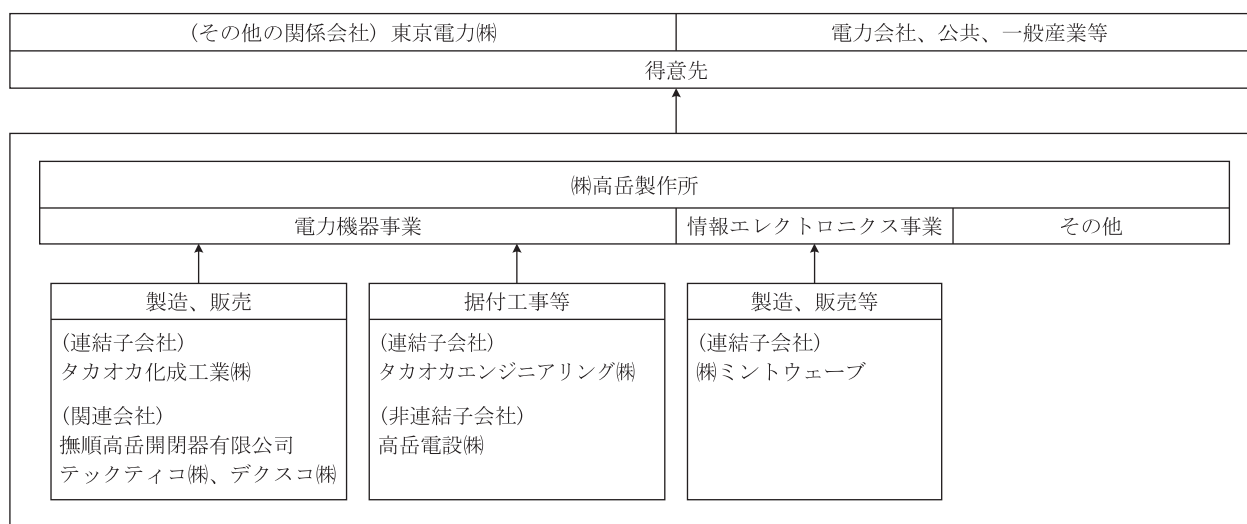 (その他の関係会社) 東京電力㈱
電力会社、公共、一般産業等
得意先
㈱高岳製作所
電力機器事業
情報エレクトロニクス事業
その他
製造、販売
(連結子会社)
タカオカ化成工業㈱
(関連会社)
撫順高岳開閉器有限公司
テックティコ㈱、デクスコ㈱
据付工事等
(連結子会社)
タカオカエンジニアリング㈱
(非連結子会社)
高岳電設㈱
製造、販売等
(連結子会社)
㈱ミントウェーブ